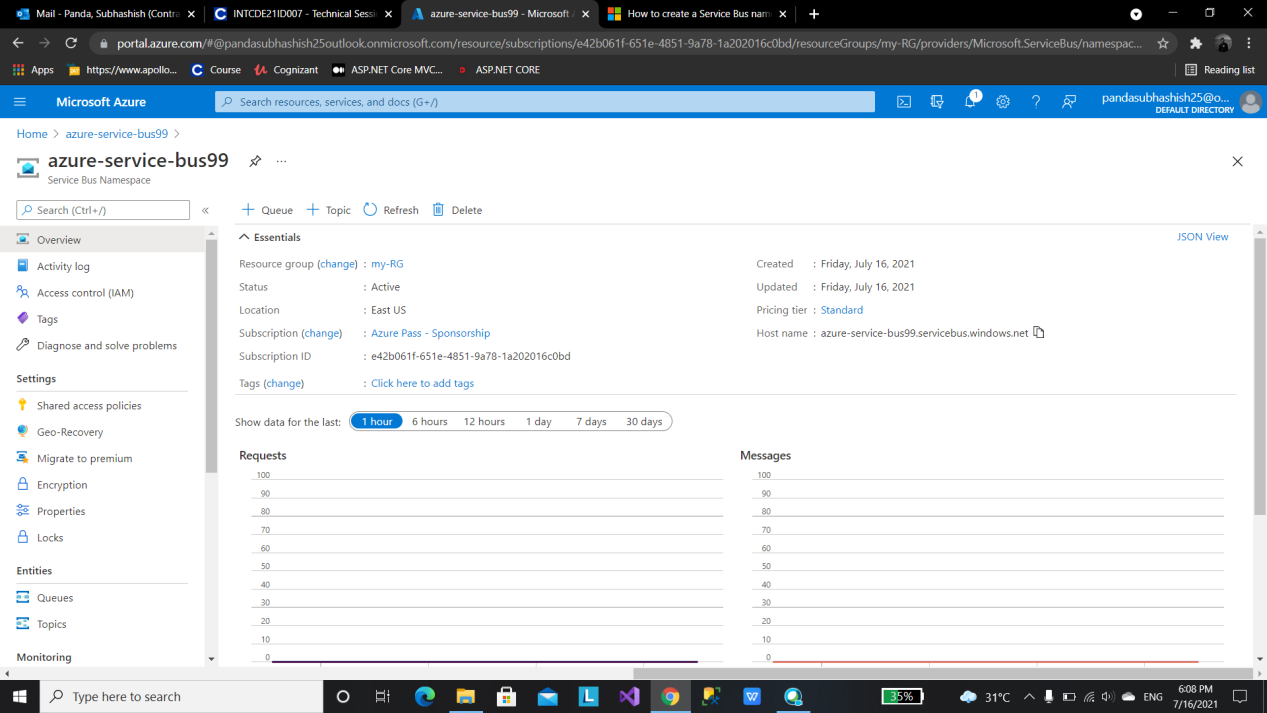 Mail - Panda, Subhashish (Contra
INTCDE21ID007 - Technical Sessi
azure-service-bus99 - Microsoft A
How to create a Service Bus nam
portal.azure.com/#@pandasubhashish25outlook.onmicrosoft.com/resource/subscriptions/e42b061f-651e-4851-9a78-1a202016c0bd/resourceGroups/my-RG/providers/Microsoft.ServiceBus/namespac...
Apps https://www.apollo... Course Cognizant ASP.NET Core MVC... ASP.NET CORE Reading list
Microsoft Azure
Search resources, services, and docs (G+/)
1
pandasubhashish25@o...
DEFAULT DIRECTORY
Home > azure-service-bus99 >
azure-service-bus99 ...
Service Bus Namespace
Search (Ctrl+/) «
Overview
Activity log
Access control (IAM)
Tags
Diagnose and solve problems
Settings
Shared access policies
Geo-Recovery
Migrate to premium
Encryption
Properties
Locks
Entities
Queues
Topics
Monitoring
+ Queue + Topic Refresh Delete
Essentials JSON View
Resource group (change) : my-RG
Status : Active
Location : East US
Subscription (change) : Azure Pass - Sponsorship
Subscription ID : e42b061f-651e-4851-9a78-1a202016c0bd
Tags (change) : Click here to add tags
Created : Friday, July 16, 2021
Updated : Friday, July 16, 2021
Pricing tier : Standard
Host name : azure-service-bus99.servicebus.windows.net
Show data for the last: 1 hour 6 hours 12 hours 1 day 7 days 30 days
Requests
100
90
80
70
60
50
40
30
20
10
0
Messages
100
90
80
70
60
50
40
30
20
10
0
Type here to search
L
W
35%
31°C
ENG
6:08 PM
7/16/2021